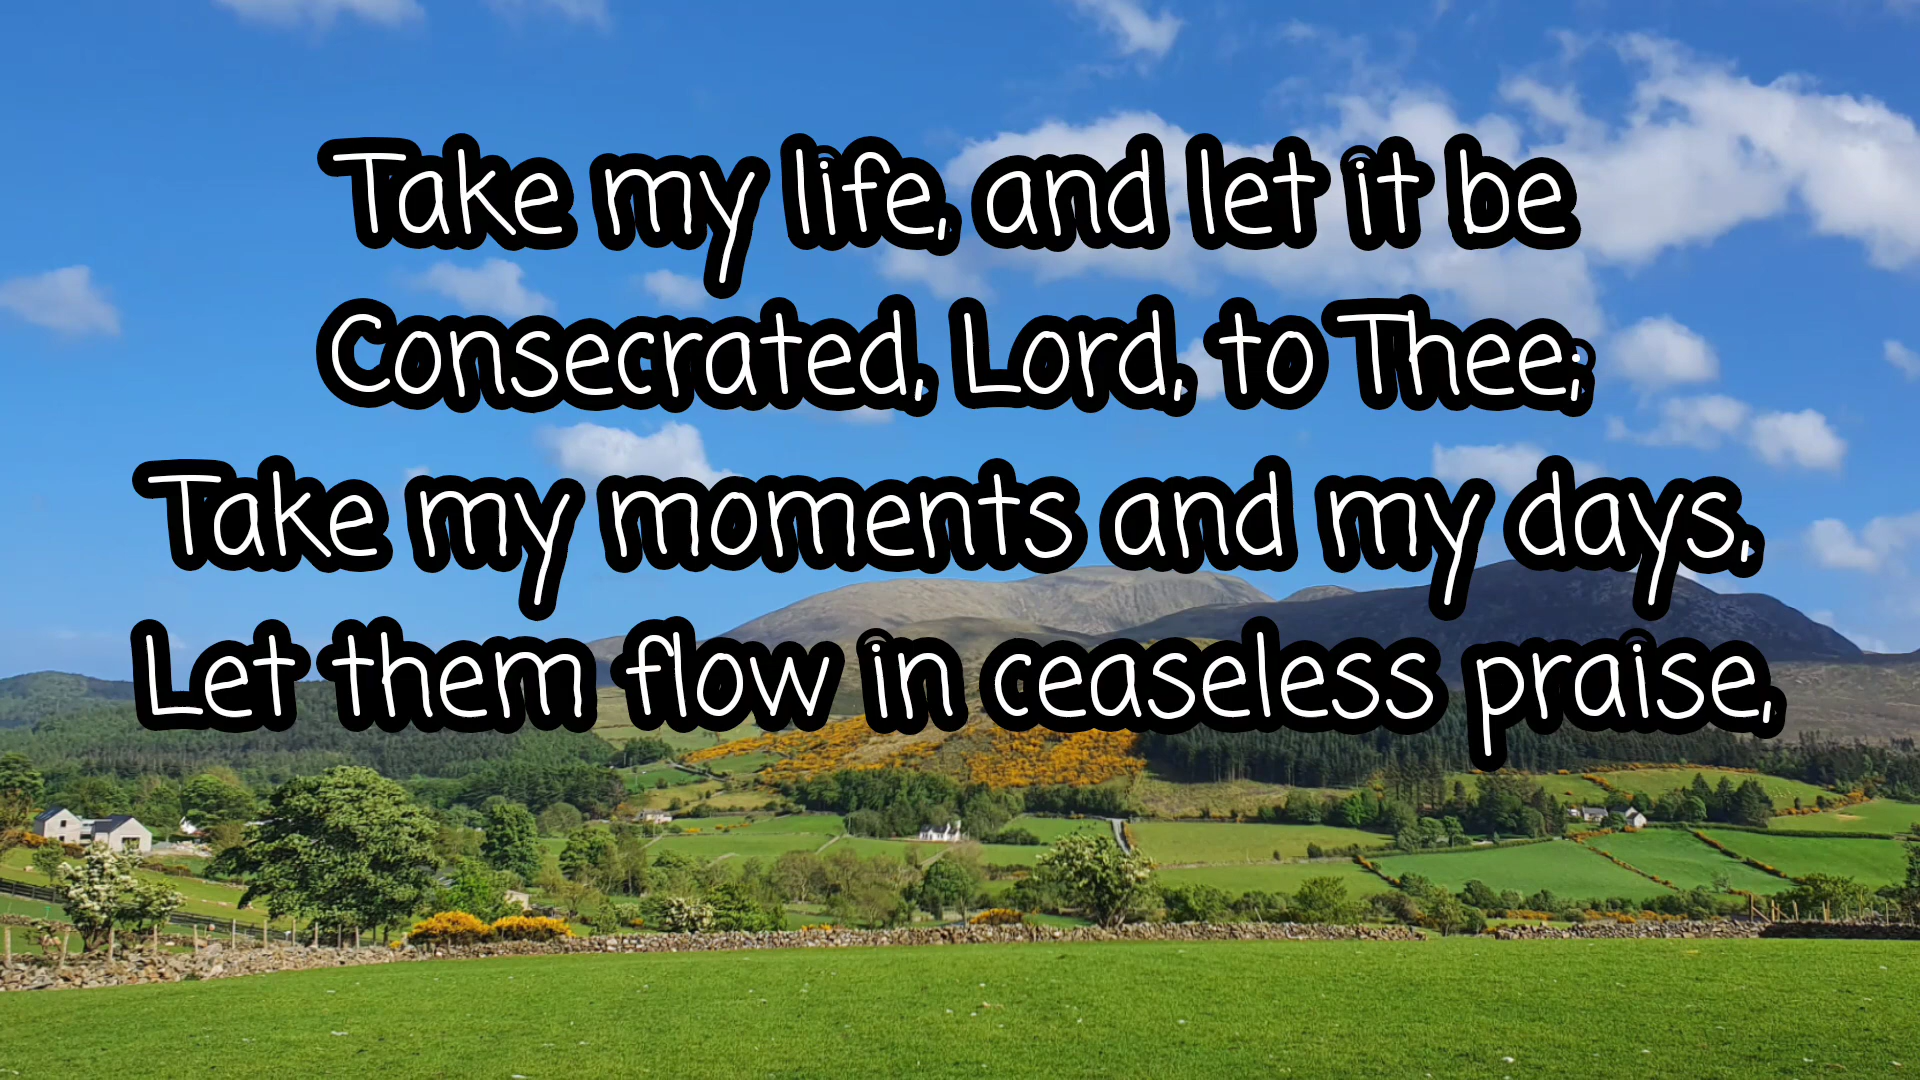 Take my life, and let it be
Consecrated, Lord, to Thee;
Take my moments and my days,
Let them flow in ceaseless praise,